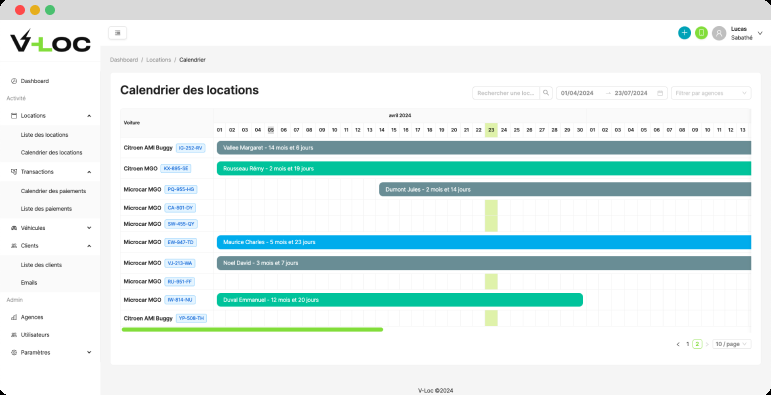 V-LOC
Lucas
Sabathé
Dashboard / Locations / Calendrier
Dashboard
Activité
Locations
Liste des locations
Calendrier des locations
Transactions
Calendrier des paiements
Liste des paiements
Véhicules
Clients
Liste des clients
Emails
Admin
Agences
Utilisateurs
Paramètres
Calendrier des locations
Rechercher une loc...
01/04/2024 → 23/07/2024
Filtrer par agences
Voiture
avril 2024
01 02 03 04 05 06 07 08 09 10 11 12 13 14 15 16 17 18 19 20 21 22 23 24 25 26 27 28 29 30 01 02 03 04 05 06 07 08 09 10 11 12 13
Citroen AMI Buggy IG-252-RV
Vallee Margaret - 14 mois et 8 jours
Citroen MGO KX-895-SE
Rousseau Rémy - 2 mois et 19 jours
Microcar MGO PQ-955-HG
Dumont Jules - 2 mois et 14 jours
Microcar MGO CA-801-DY
Microcar MGO SW-455-QY
Microcar MGO EW-847-TD
Maurice Charles - 5 mois et 23 jours
Microcar MGO VJ-213-WA
Noel David - 3 mois et 7 jours
Microcar MGO RU-951-FF
Microcar MGO IW-814-NU
Duval Emmanuel - 12 mois et 20 jours
Citroen AMI Buggy YP-508-TH
1 2 10 / page
V-Loc ©2024